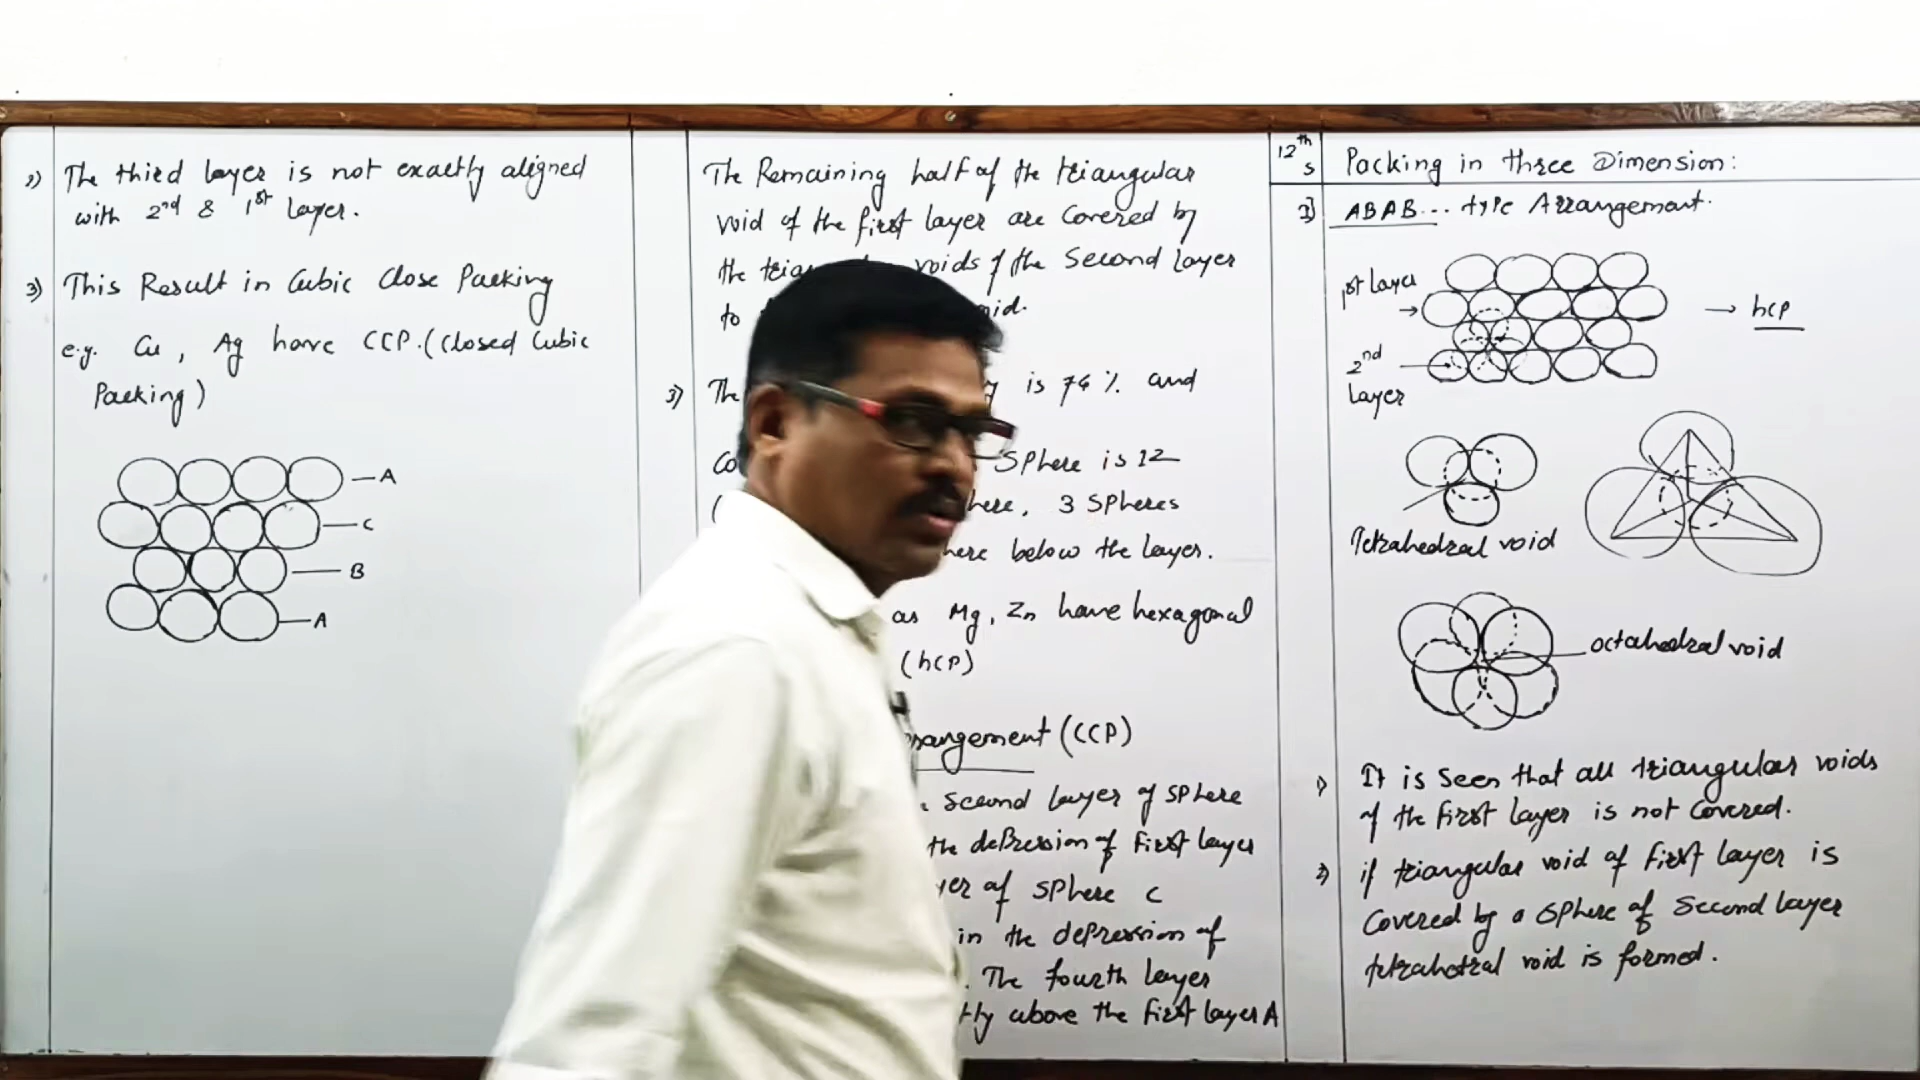 2) The third layer is not exactly aligned
with 2nd & 1st layer.
3) This Result in Cubic Close Packing
e.g. Cu, Ag have CCP. (Closed Cubic
Packing)
A
C
B
A
The Remaining half of the triangular
void of the first layer are Covered by
the voids of the Second layer
to
3) The is 74 % and
Sphere is 12
3 Spheres
below the layer.
as Mg, Zn have hexagonal
(hcp)
(CCP)
Second layer of sphere
the depression of first layer
of sphere C
in the depression of
. The fourth layer
above the first layer A
12th
S
Packing in three Dimension:
I] ABAB... type Arrangement.
1st layer
→ hcp
2nd
layer
Tetrahedral void
octahedral void
1) It is seen that all triangular voids
of the first layer is not covered.
2) if triangular void of first layer is
Covered by a sphere of second layer
tetrahedral void is formed.